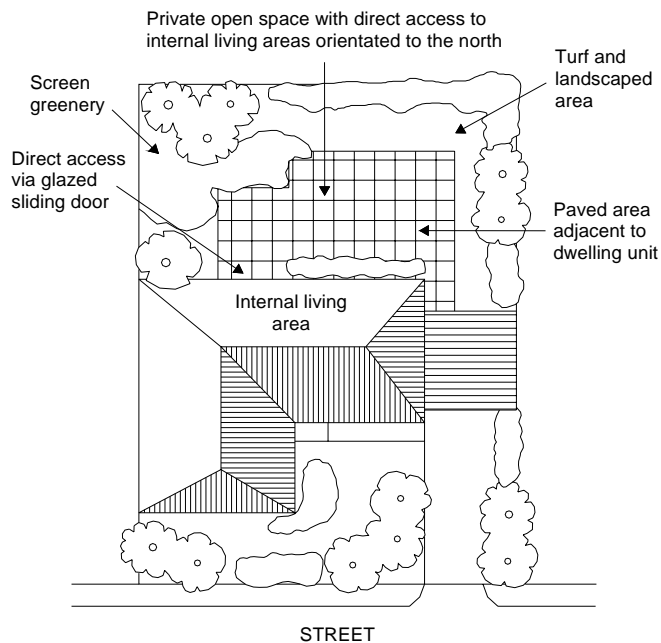 Private open space with direct access to
internal living areas orientated to the north
Turf and
landscaped
area
Screen
greenery
Direct access
via glazed
sliding door
Paved area
adjacent to
dwelling unit
Internal living
area
STREET